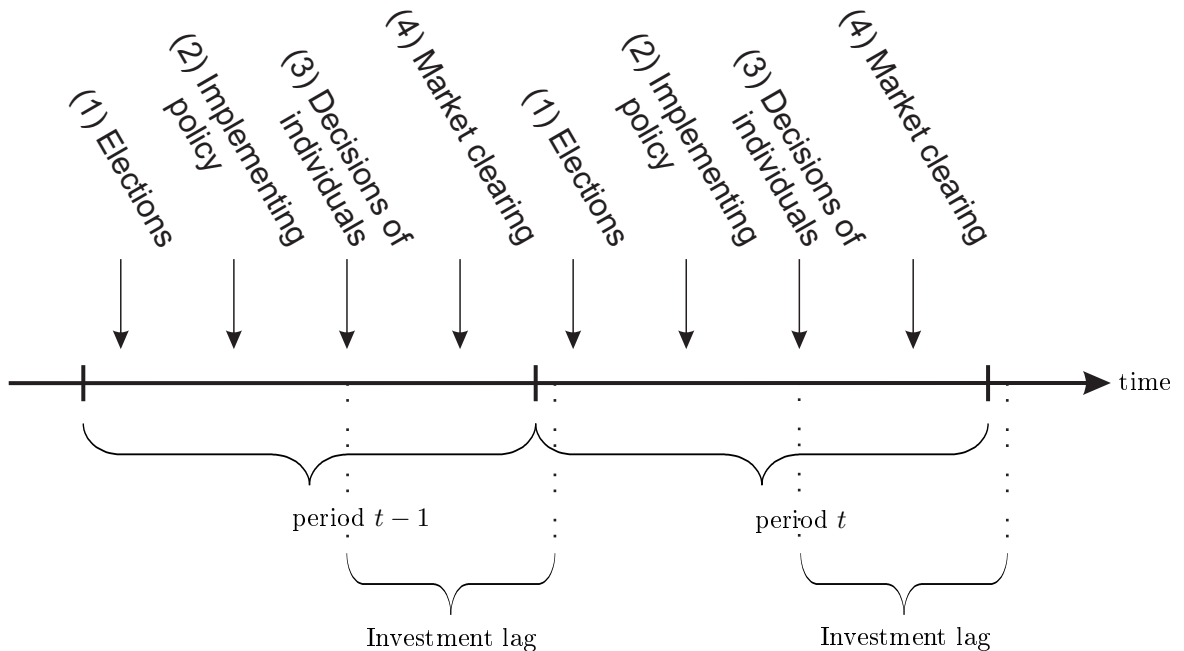 (1) Elections
(2) Implementing
policy
(3) Decisions of
individuals
(4) Market clearing
(1) Elections
(2) Implementing
policy
(3) Decisions of
individuals
(4) Market clearing
time
period t − 1
period t
Investment lag
Investment lag